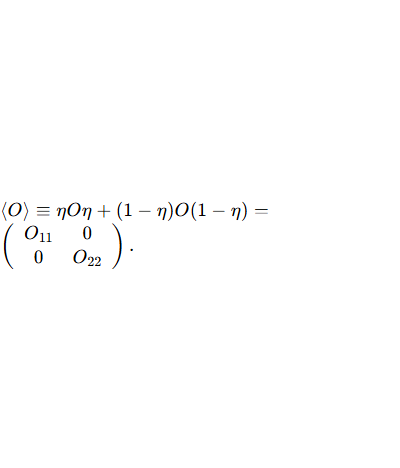 ⟨O⟩ ≡ ηOη + (1 − η)O(1 − η) =
( O₁₁ 0
0 O₂₂ ) .